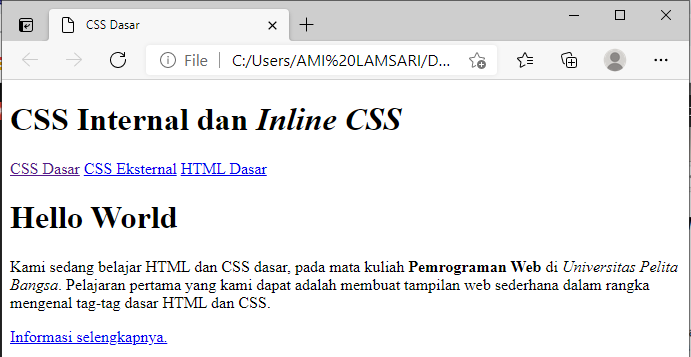 CSS Dasar
File | C:/Users/AMI%20LAMSARI/D...
CSS Internal dan Inline CSS
CSS Dasar CSS Eksternal HTML Dasar
Hello World
Kami sedang belajar HTML dan CSS dasar, pada mata kuliah Pemrograman Web di Universitas Pelita
Bangsa. Pelajaran pertama yang kami dapat adalah membuat tampilan web sederhana dalam rangka
mengenal tag-tag dasar HTML dan CSS.
Informasi selengkapnya.